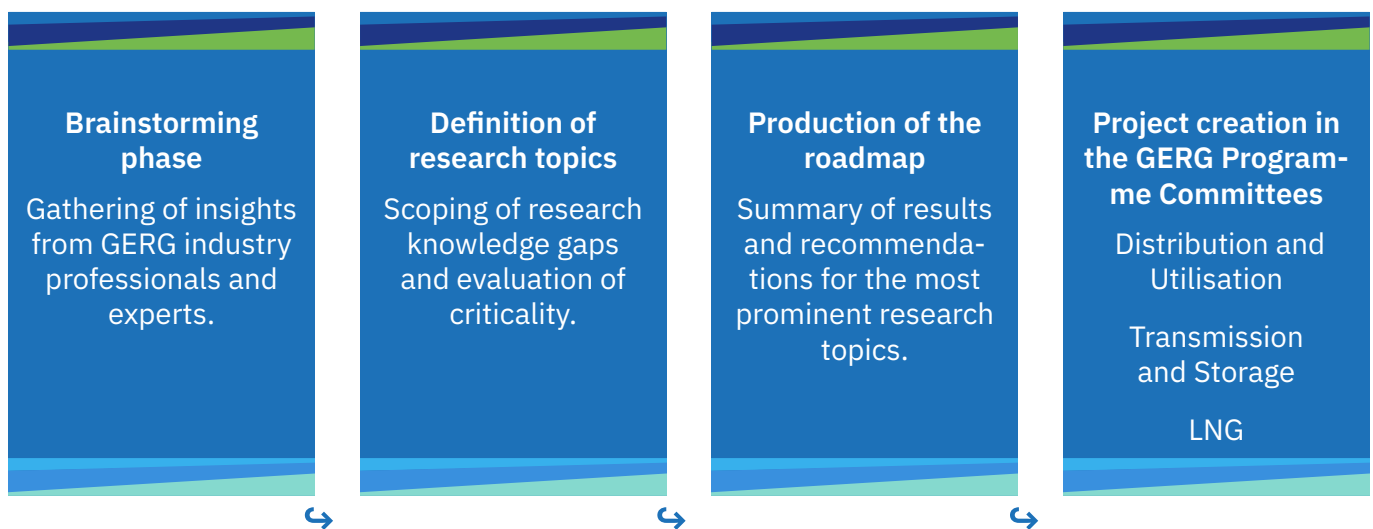 Brainstorming
phase
Gathering of insights
from GERG industry
professionals and
experts.
Definition of
research topics
Scoping of research
knowledge gaps
and evaluation of
criticality.
Production of the
roadmap
Summary of results
and recommenda-
tions for the most
prominent research
topics.
Project creation in
the GERG Program-
me Committees
Distribution and
Utilisation
Transmission
and Storage
LNG